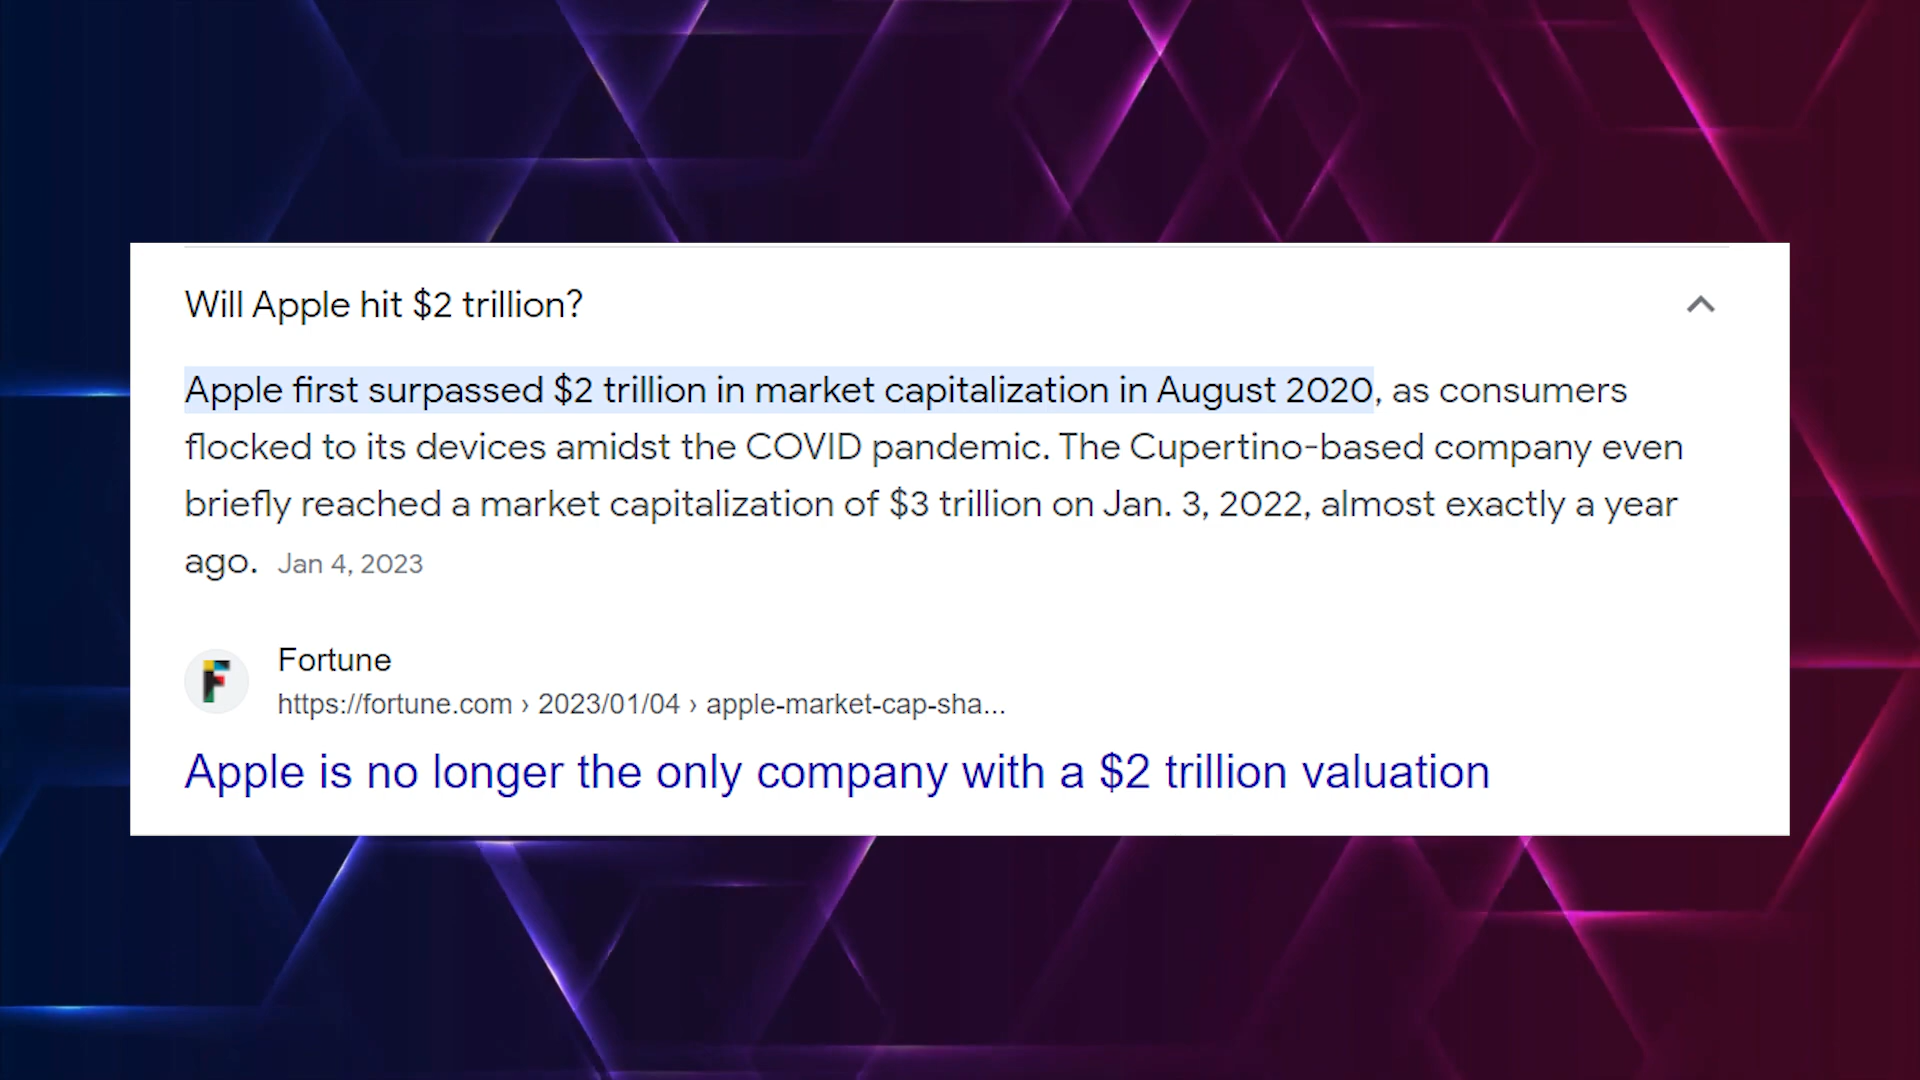 Will Apple hit $2 trillion?
Apple first surpassed $2 trillion in market capitalization in August 2020, as consumers
flocked to its devices amidst the COVID pandemic. The Cupertino-based company even
briefly reached a market capitalization of $3 trillion on Jan. 3, 2022, almost exactly a year
ago. Jan 4, 2023
F
Fortune
https://fortune.com › 2023/01/04 › apple-market-cap-sha...
Apple is no longer the only company with a $2 trillion valuation